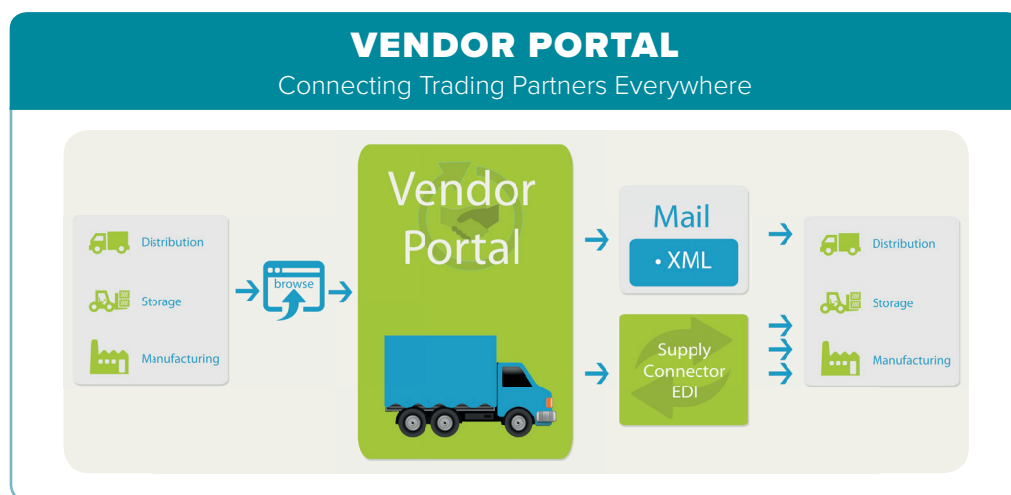 VENDOR PORTAL
Connecting Trading Partners Everywhere
Distribution
Storage
Manufacturing
browse
Vendor
Portal
Mail
• XML
Supply
Connector
EDI
Distribution
Storage
Manufacturing